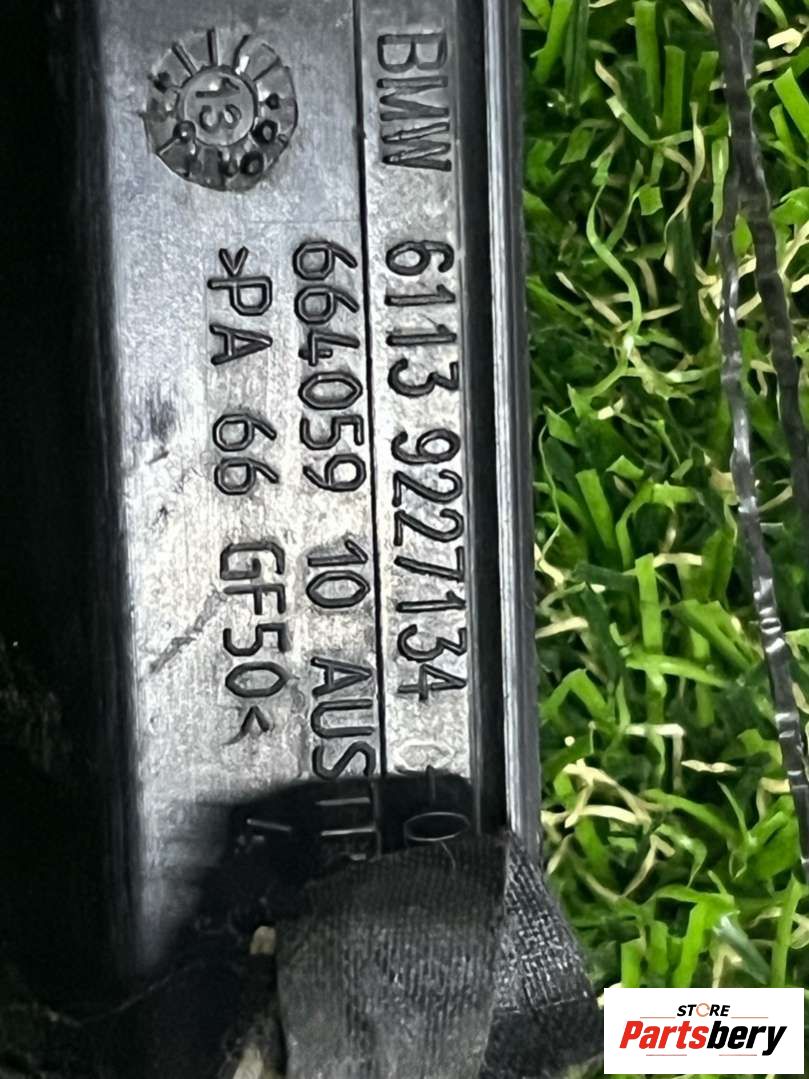 BMW 6113 9227134
664059 10 AUS
>PA 66 GF50<
13
STORE
Partsbery